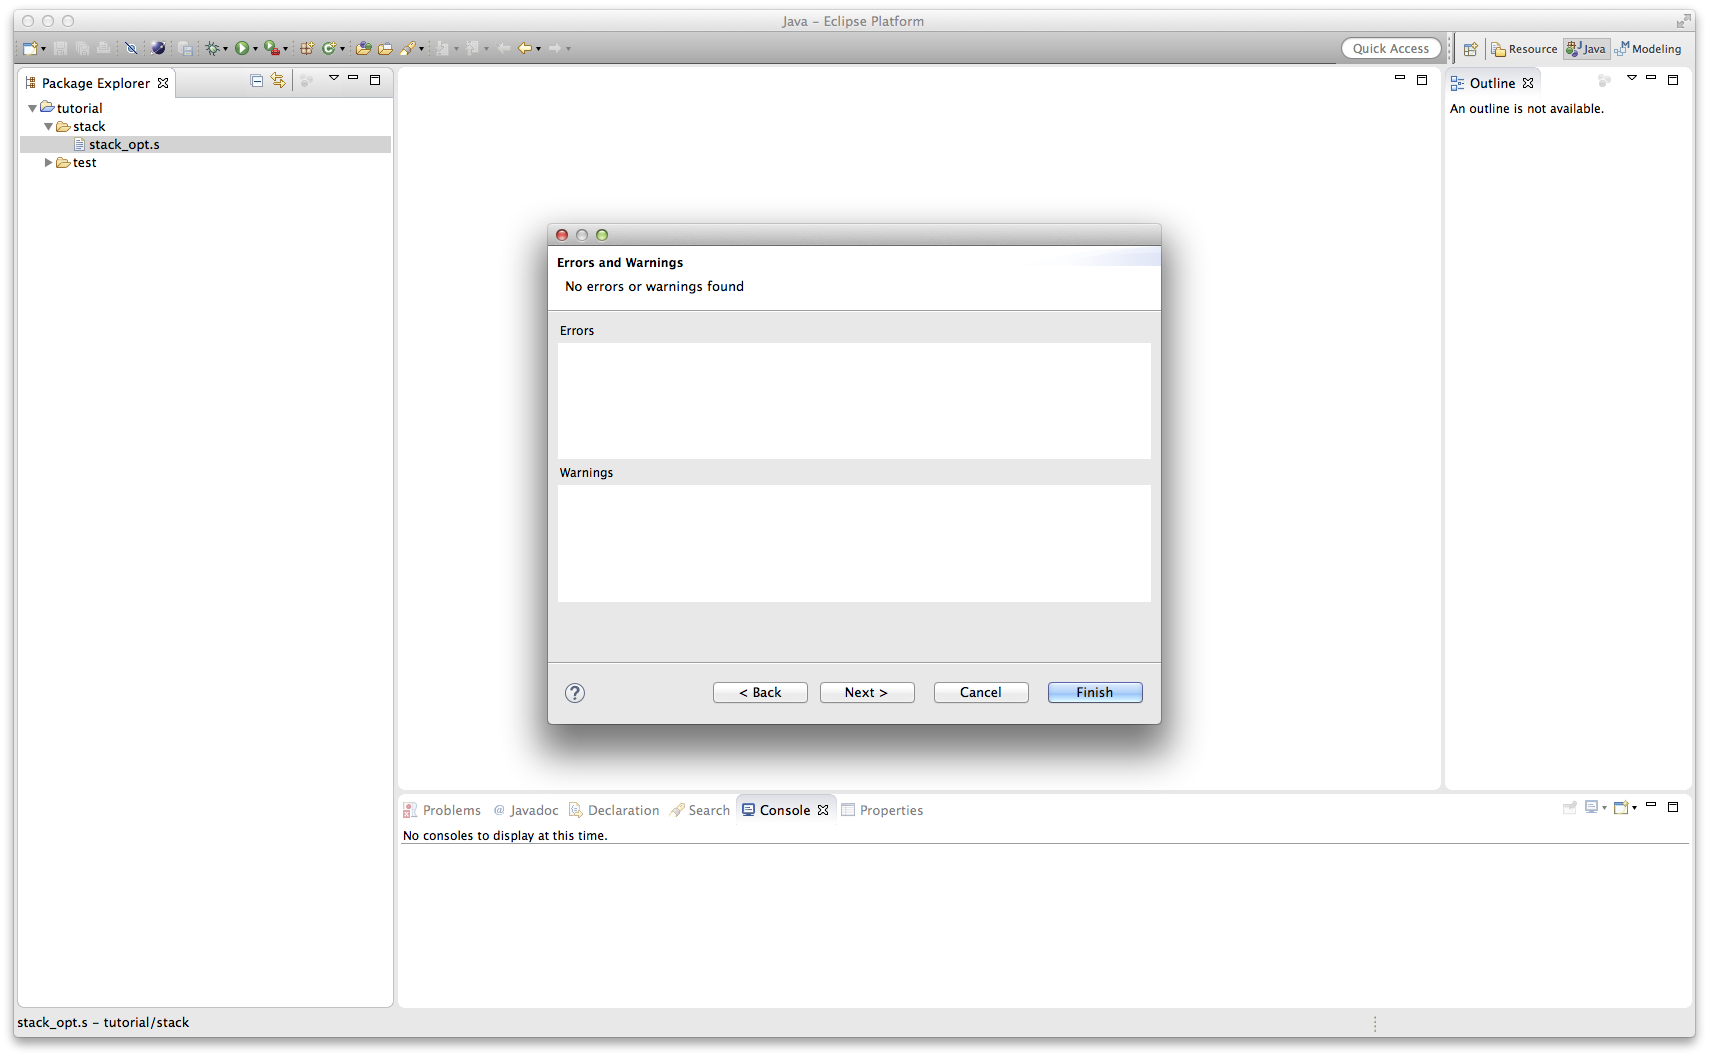 Java – Eclipse Platform
Quick Access
Resource
Java
Modeling
Package Explorer
tutorial
stack
stack_opt.s
test
Outline
An outline is not available.
Errors and Warnings
No errors or warnings found
Errors
Warnings
?
< Back
Next >
Cancel
Finish
Problems
@ Javadoc
Declaration
Search
Console
Properties
No consoles to display at this time.
stack_opt.s – tutorial/stack